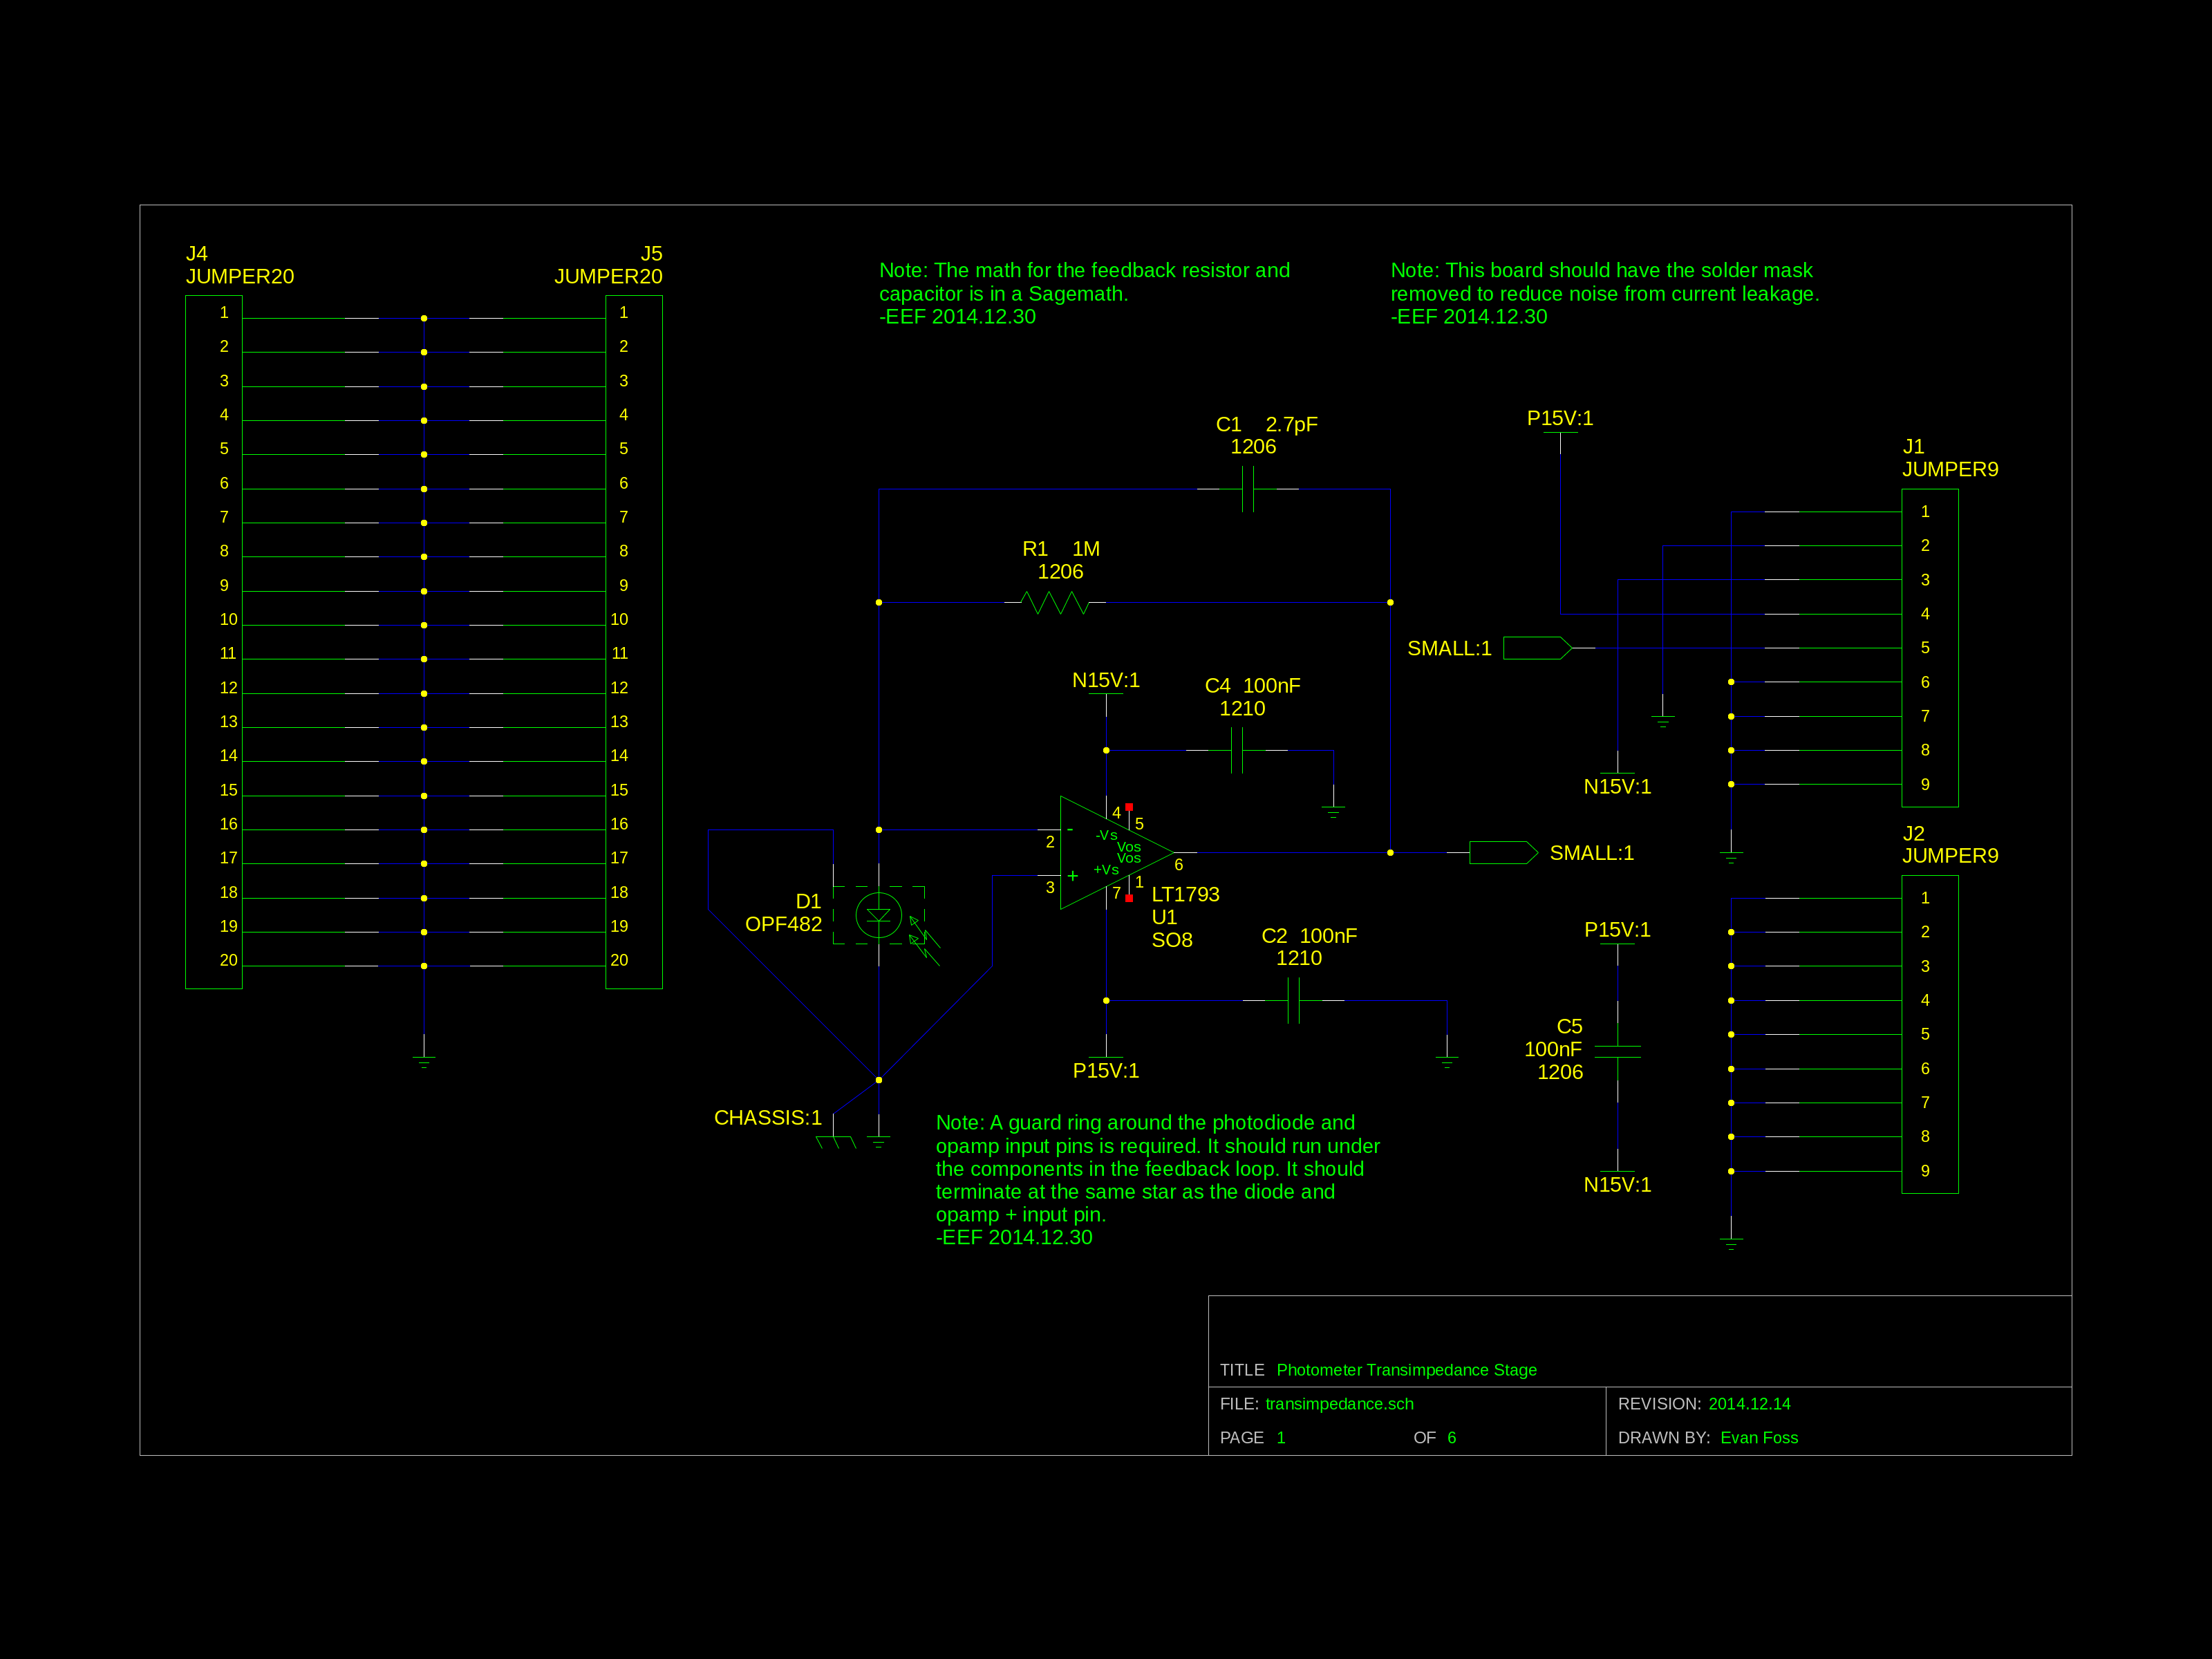 J4
JUMPER20
1
2
3
4
5
6
7
8
9
10
11
12
13
14
15
16
17
18
19
20
J5
JUMPER20
1
2
3
4
5
6
7
8
9
10
11
12
13
14
15
16
17
18
19
20
Note: The math for the feedback resistor and
capacitor is in a Sagemath.
-EEF 2014.12.30
Note: This board should have the solder mask
removed to reduce noise from current leakage.
-EEF 2014.12.30
C1 2.7pF
1206
R1 1M
1206
N15V:1
C4 100nF
1210
4
5
-Vs
Vos
Vos
+Vs
-
+
2
3
6
7
1
LT1793
U1
SO8
D1
OPF482
C2 100nF
1210
P15V:1
CHASSIS:1
SMALL:1
Note: A guard ring around the photodiode and
opamp input pins is required. It should run under
the components in the feedback loop. It should
terminate at the same star as the diode and
opamp + input pin.
-EEF 2014.12.30
P15V:1
SMALL:1
N15V:1
J1
JUMPER9
1
2
3
4
5
6
7
8
9
J2
JUMPER9
1
2
3
4
5
6
7
8
9
P15V:1
C5
100nF
1206
N15V:1
TITLE Photometer Transimpedance Stage
FILE: transimpedance.sch
REVISION: 2014.12.14
PAGE 1 OF 6
DRAWN BY: Evan Foss